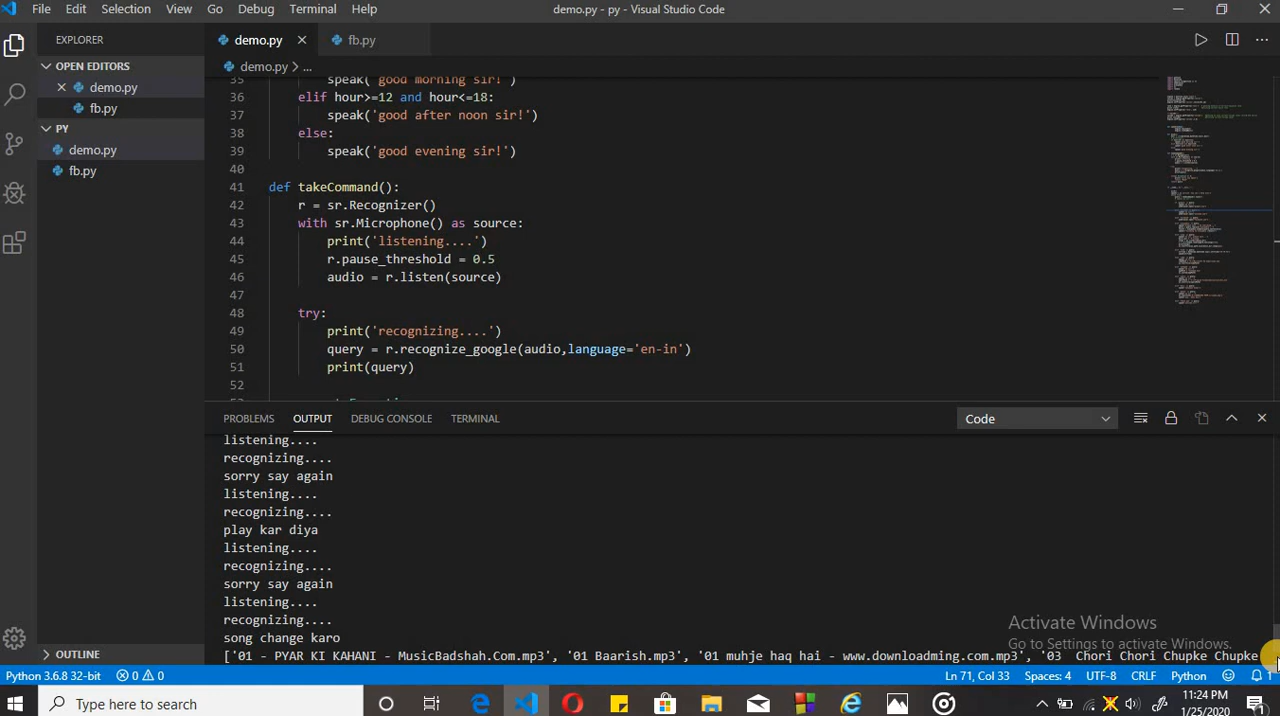 File Edit Selection View Go Debug Terminal Help demo.py - py - Visual Studio Code
EXPLORER
demo.py
fb.py
OPEN EDITORS
demo.py
fb.py
PY
demo.py
fb.py
OUTLINE
demo.py > ...
35 speak('good morning sir!')
36 elif hour>=12 and hour<=18:
37 speak('good after noon sir!')
38 else:
39 speak('good evening sir!')
40
41 def takeCommand():
42 r = sr.Recognizer()
43 with sr.Microphone() as source:
44 print('listening....')
45 r.pause_threshold = 0.5
46 audio = r.listen(source)
47
48 try:
49 print('recognizing....')
50 query = r.recognize_google(audio,language='en-in')
51 print(query)
52
PROBLEMS OUTPUT DEBUG CONSOLE TERMINAL Code
listening....
recognizing....
sorry say again
listening....
recognizing....
play kar diya
listening....
recognizing....
sorry say again
listening....
recognizing....
song change karo
['01 - PYAR KI KAHANI - MusicBadshah.Com.mp3', '01 Baarish.mp3', '01 muhje haq hai - www.downloadming.com.mp3', '03 Chori Chori Chupke Chupke
Activate Windows
Go to Settings to activate Windows.
Python 3.6.8 32-bit 0 0 Ln 71, Col 33 Spaces: 4 UTF-8 CRLF Python 1
Type here to search
11:24 PM
1/25/2020